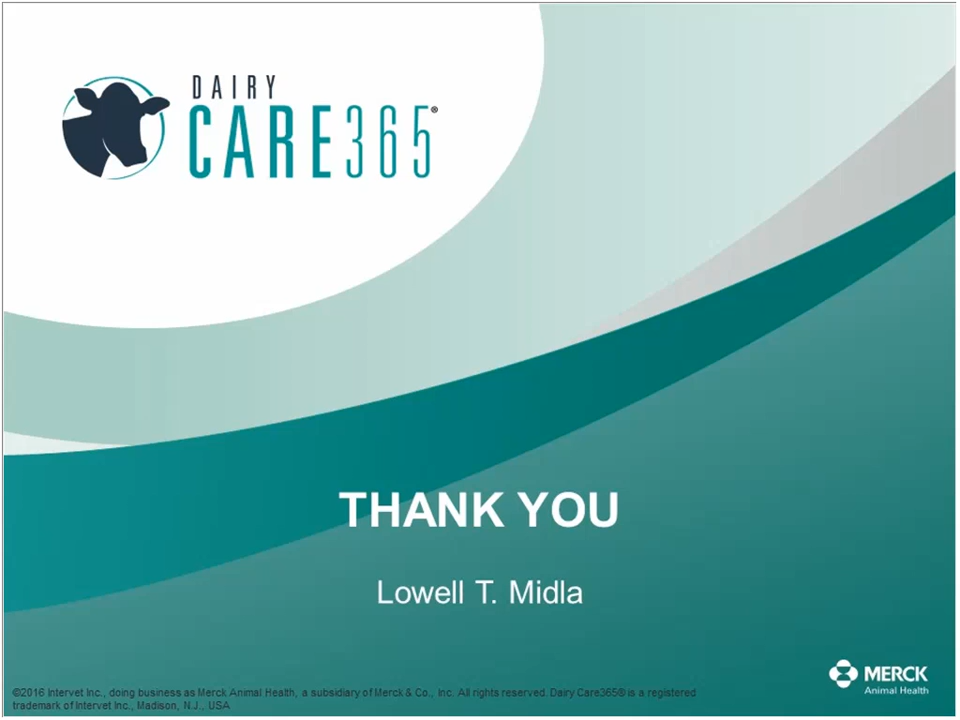 DAIRY
CARE365®
THANK YOU
Lowell T. Midla
©2016 Intervet Inc., doing business as Merck Animal Health, a subsidiary of Merck & Co., Inc. All rights reserved. Dairy Care365® is a registered
trademark of Intervet Inc., Madison, N.J., USA
MERCK
Animal Health